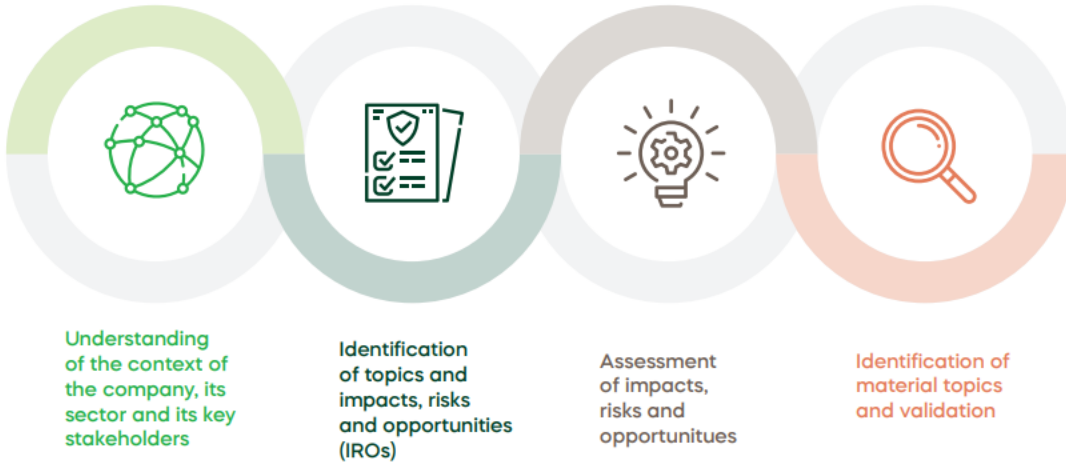 Understanding
of the context of
the company, its
sector and its key
stakeholders
Identification
of topics and
impacts, risks
and opportunities
(IROs)
Assessment
of impacts,
risks and
opportunitues
Identification of
material topics
and validation